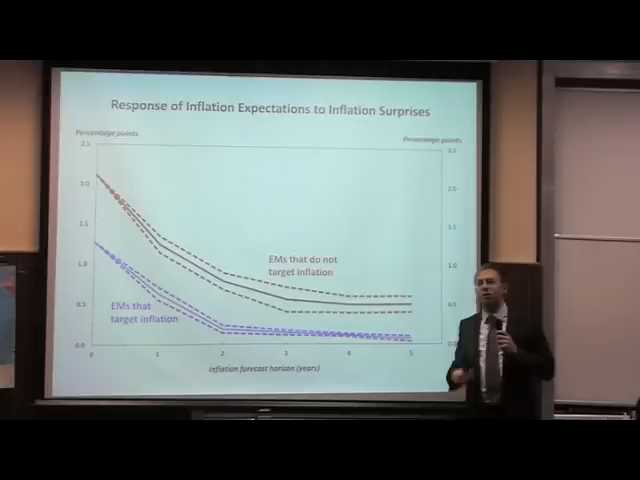 Response of Inflation Expectations to Inflation Surprises
Percentage points
Percentage points
2.5
2.0
1.5
1.0
0.5
0.0
2.5
2.0
1.5
1.0
0.5
0.0
EMs that do not
target inflation
EMs that
target inflation
0
1
2
3
4
5
Inflation forecast horizon (years)